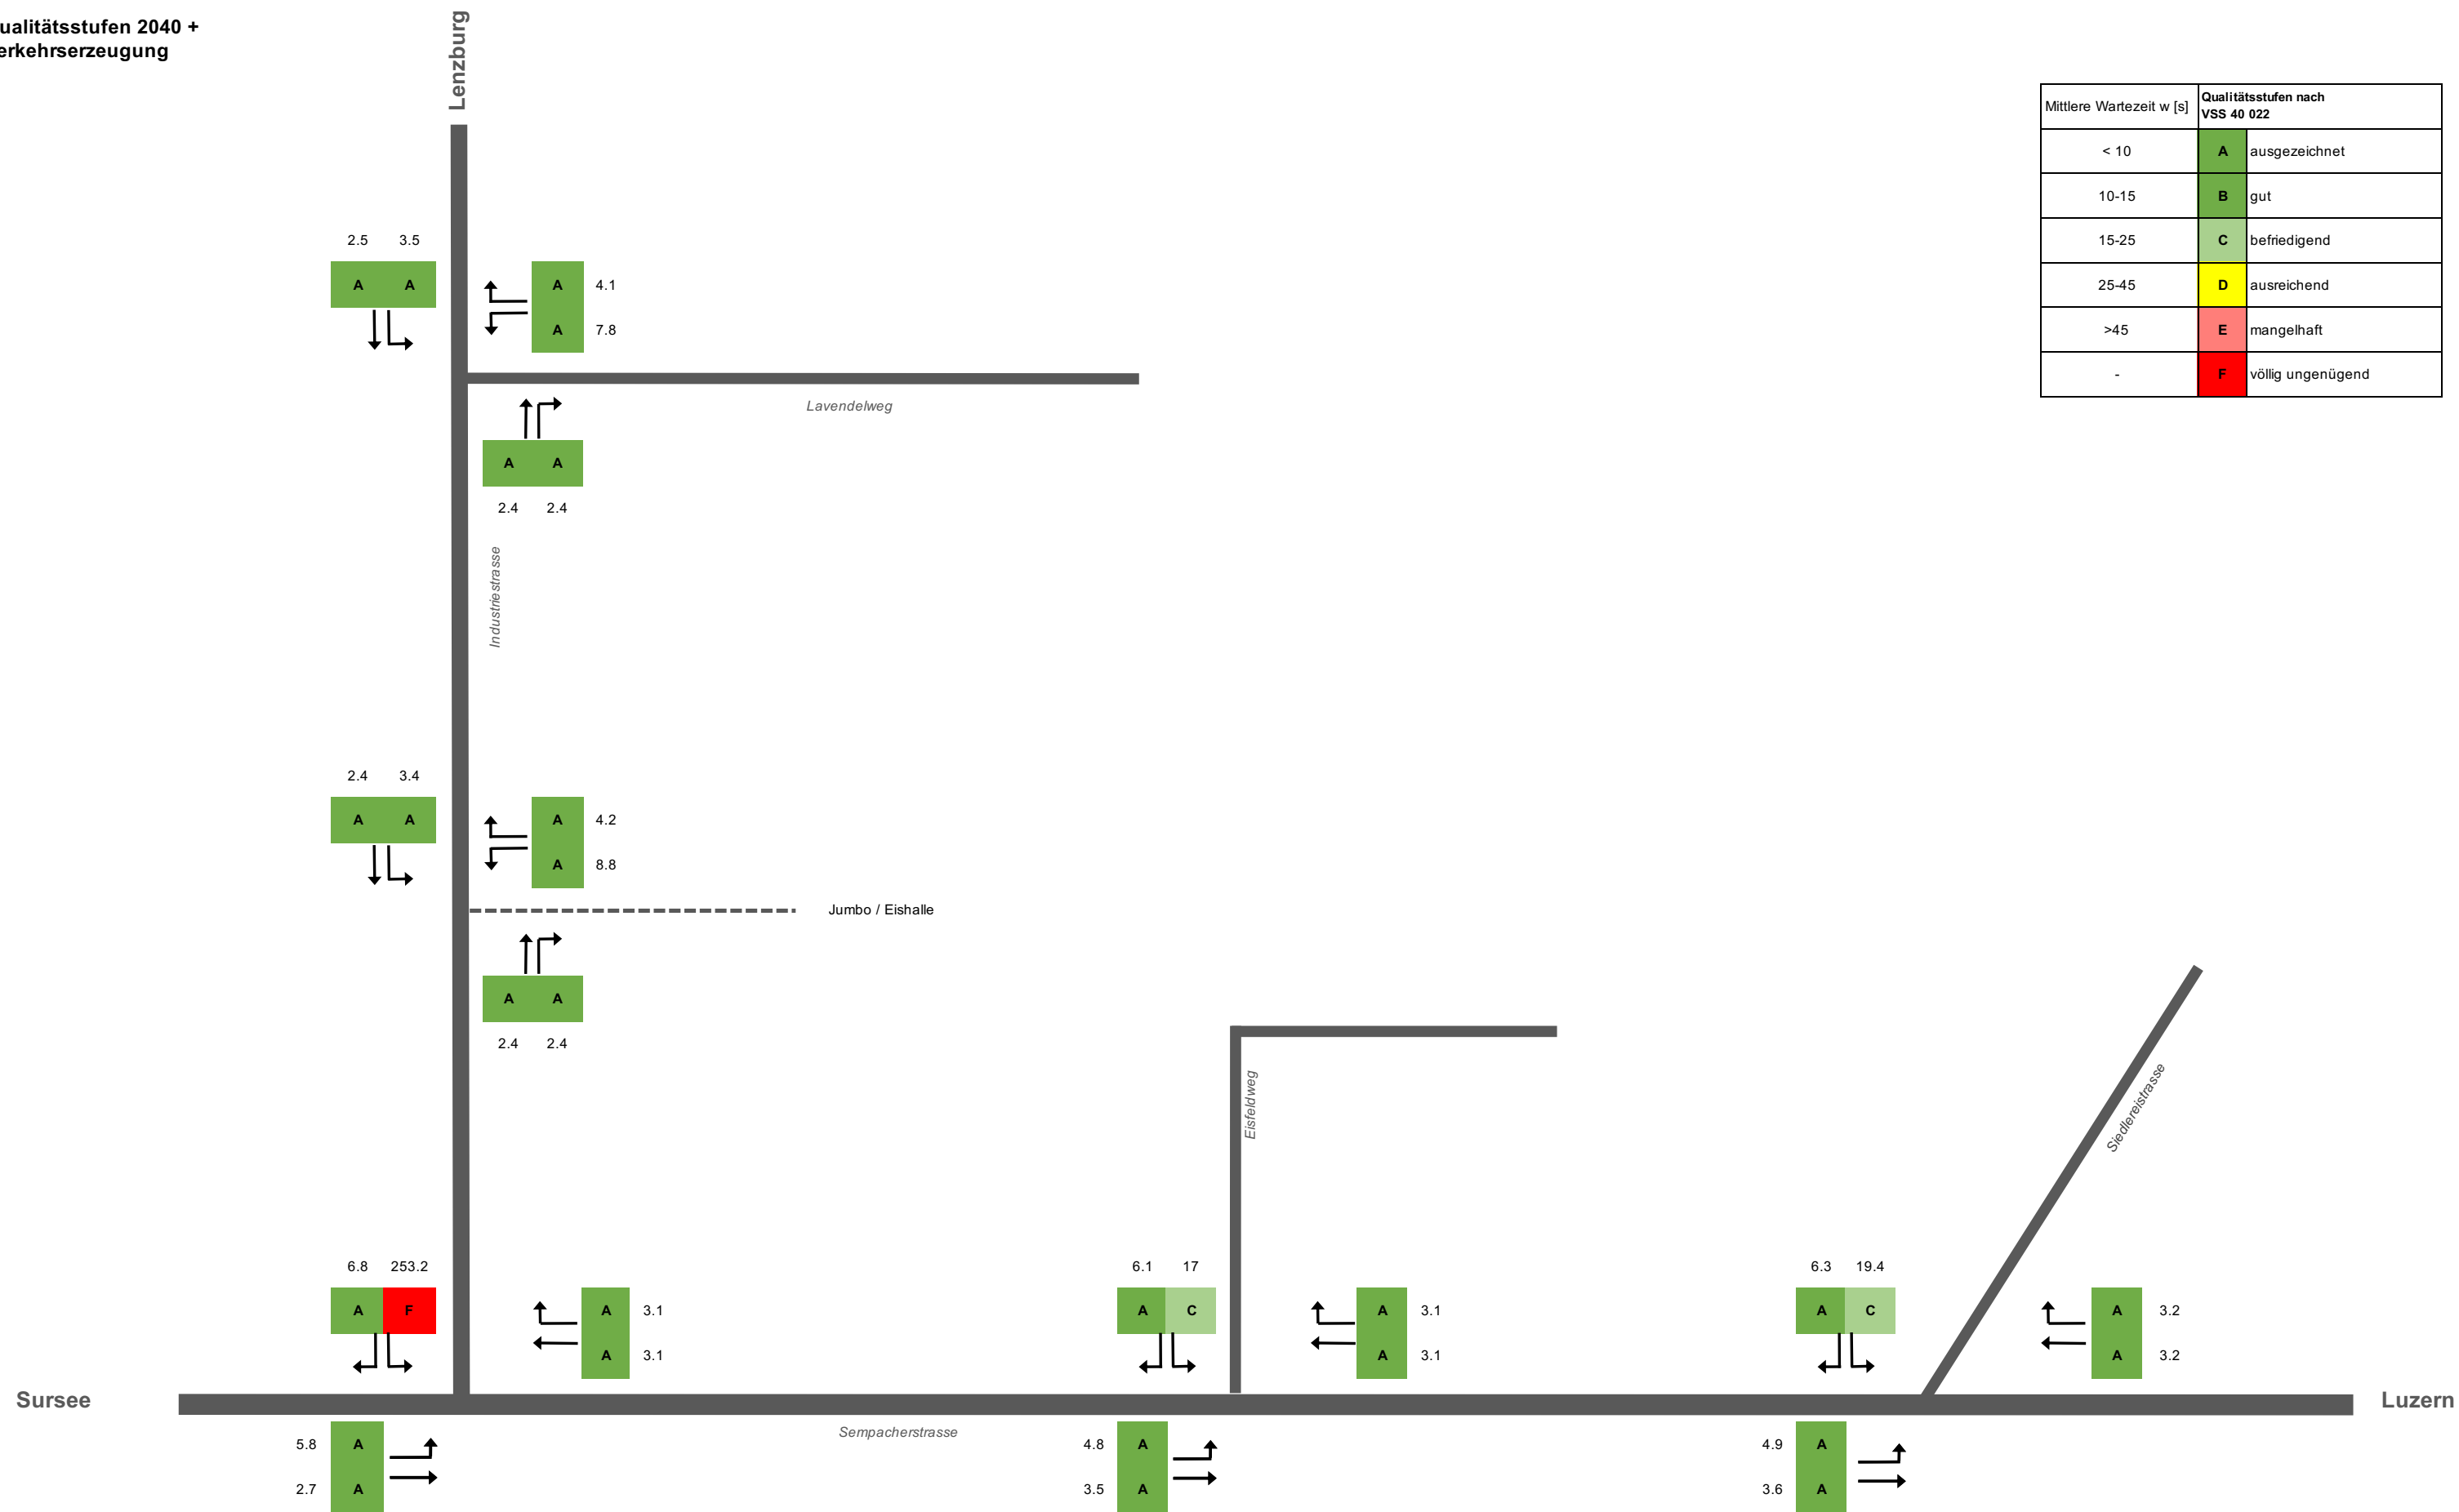 ualitätsstufen 2040 +
erkehrserzeugung
Lenzburg
Mittlere Wartezeit w [s] Qualitätsstufen nach
VSS 40 022
< 10 A ausgezeichnet
10-15 B gut
15-25 C befriedigend
25-45 D ausreichend
>45 E mangelhaft
- F völlig ungenügend
2.5 3.5
A A
A 4.1
A 7.8
Lavendelweg
A A
2.4 2.4
Industriestrasse
2.4 3.4
A A
A 4.2
A 8.8
Jumbo / Eishalle
A A
2.4 2.4
Eisfeldweg
Siedlereistrasse
6.8 253.2
A F
A 3.1
A 3.1
6.1 17
A C
A 3.1
A 3.1
6.3 19.4
A C
A 3.2
A 3.2
Sursee
Luzern
Sempacherstrasse
5.8 A
2.7 A
4.8 A
3.5 A
4.9 A
3.6 A